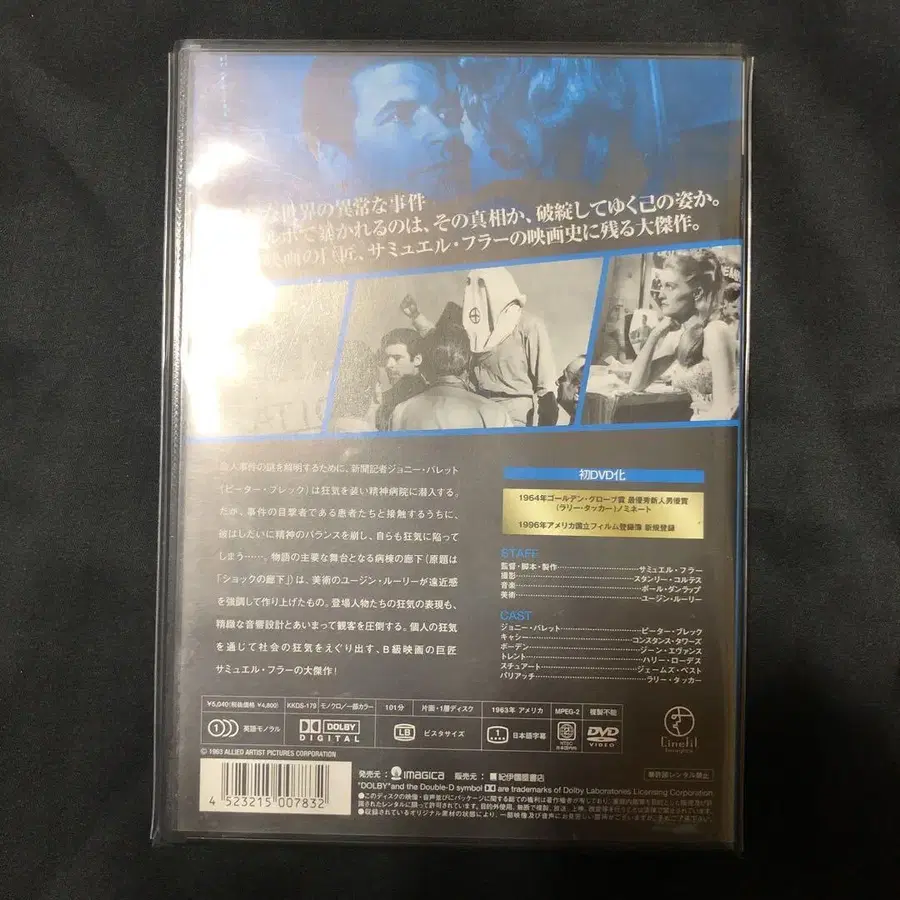 な世界の異常な事件
ルポで暴かれるのは、その真相か、破綻してゆく己の姿か。
映画の巨匠、サミュエル・フラーの映画史に残る大傑作。
人事件の謎を解明するために、新聞記者ジョニー・バレット
(ピーター・ブレック)は狂気を装い精神病院に潜入する。
だが、事件の目撃者である患者たちと接触するうちに、
彼はしだいに精神のバランスを崩し、自らも狂気に陥って
しまう……。物語の主要な舞台となる病棟の廊下(原題は
「ショックの廊下」)は、美術のユージン・ルーリーが遠近感
を強調して作り上げたもの。登場人物たちの狂気の表現も、
精緻な音響設計とあいまって観客を圧倒する。個人の狂気
を通じて社会の狂気をえぐり出す、B級映画の巨匠
サミュエル・フラーの大傑作!
初DVD化
1964年ゴールデン・グローブ賞 最優秀新人男優賞
(ラリー・タッカー)ノミネート
1996年アメリカ国立フィルム登録簿 新規登録
STAFF
監督・脚本・製作 サミュエル・フラー
撮影 スタンリー・コルテス
音楽 ポール・ダンラップ
美術 ユージン・ルーリー
CAST
ジョニー・バレット ピーター・ブレック
キャシー コンスタンス・タワーズ
ボーデン ジーン・エヴァンス
トレント ハリー・ローデス
スチュアート ジェームズ・ベスト
パリアッチ ラリー・タッカー
¥5,040(税抜価格 ¥4,800) KKDS-179 モノクロ/一部カラー 101分 片面・1層ディスク 1963年 アメリカ MPEG-2 複製不能
1 英語モノラル DOLBY DIGITAL LB ビスタサイズ 1 日本語字幕 2 NTSC 日本国内向 DVD VIDEO
Cinefil Imagica
© 1963 ALLIED ARTIST PICTURES CORPORATION
発売元: IMAGICA 販売元: 紀伊國屋書店
無許諾レンタル禁止
"DOLBY" and the Double-D symbol are trademarks of Dolby Laboratories Licensing Corporation
4 523215 007832